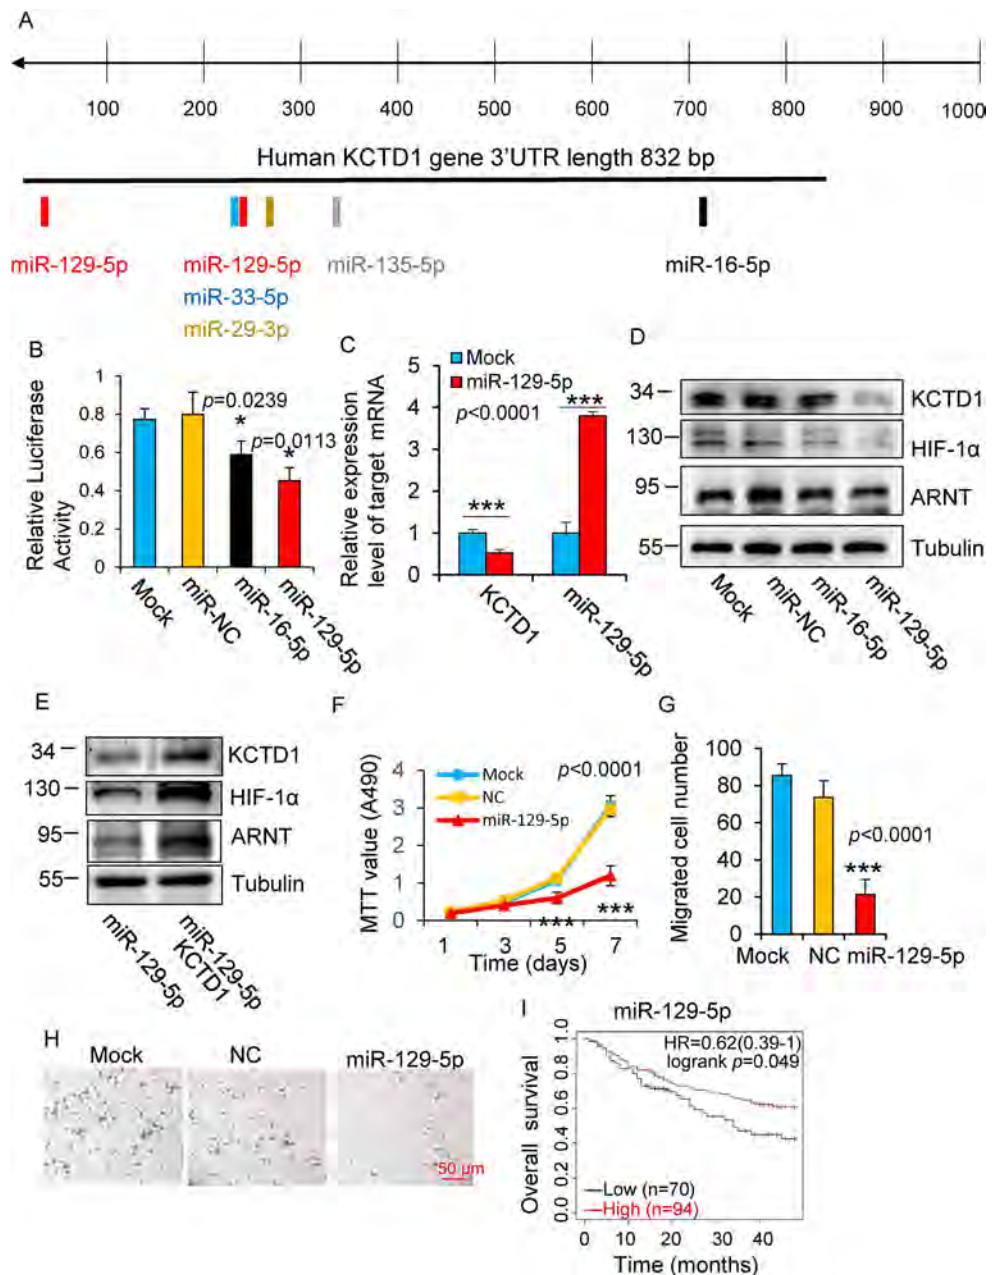 A
100 200 300 400 500 600 700 800 900 1000
Human KCTD1 gene 3'UTR length 832 bp
miR-129-5p miR-129-5p miR-135-5p miR-16-5p
miR-33-5p
miR-29-3p
B
Relative Luciferase
Activity
1
0.8
0.6
0.4
0.2
0
p=0.0239
*
p=0.0113
*
Mock
miR-NC
miR-16-5p
miR-129-5p
C
Relative expression
level of target mRNA
5
4
3
2
1
0
Mock
miR-129-5p
p<0.0001
***
***
KCTD1
miR-129-5p
D
34 KCTD1
130 HIF-1α
95 ARNT
55 Tubulin
Mock
miR-NC
miR-16-5p
miR-129-5p
E
34 KCTD1
130 HIF-1α
95 ARNT
55 Tubulin
miR-129-5p
miR-129-5p
KCTD1
F
MTT value (A490)
4
3
2
1
0
Mock
NC
miR-129-5p
p<0.0001
***
***
1 3 5 7
Time (days)
G
Migrated cell number
100
80
60
40
20
0
p<0.0001
***
Mock NC miR-129-5p
H
Mock NC miR-129-5p
50 μm
I
miR-129-5p
Overall survival
1.0
0.8
0.6
0.4
0.2
0.0
HR=0.62(0.39-1)
logrank p=0.049
Low (n=70)
High (n=94)
0 10 20 30 40
Time (months)